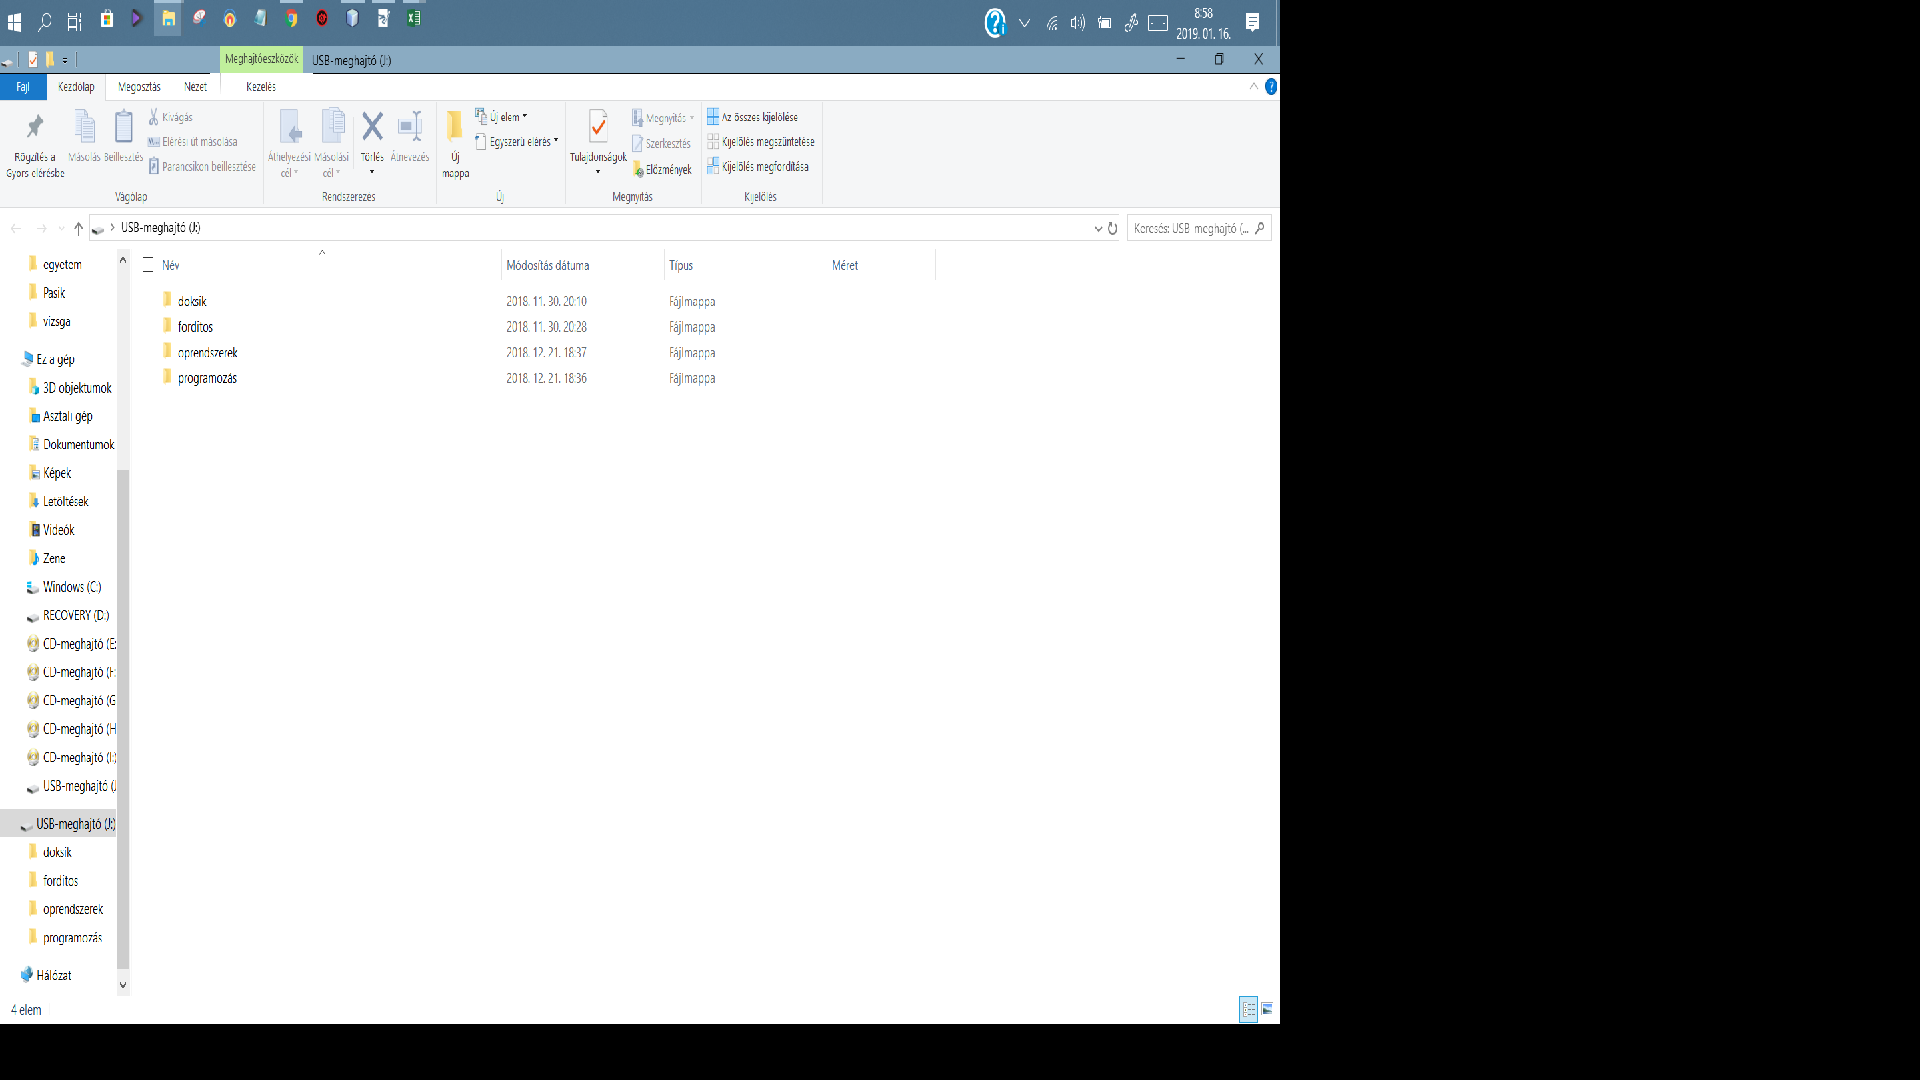 8:58
2019. 01. 16.
Meghajtóeszközök
USB-meghajtó (J:)
Fájl
Kezdőlap
Megosztás
Nézet
Kezelés
Rögzítés a
Gyors elérésbe
Másolás
Beillesztés
Kivágás
Elérési út másolása
Parancsikon beillesztése
Vágólap
Áthelyezési
cél
Másolási
cél
Törlés
Átnevezés
Rendszerezés
Új
mappa
Új elem
Egyszerű elérés
Új
Tulajdonságok
Megnyitás
Szerkesztés
Előzmények
Megnyitás
Az összes kijelölése
Kijelölés megszüntetése
Kijelölés megfordítása
Kijelölés
USB-meghajtó (J:)
Keresés: USB-meghajtó (...
Név
Módosítás dátuma
Típus
Méret
doksik 2018. 11. 30. 20:10 Fájlmappa
forditos 2018. 11. 30. 20:28 Fájlmappa
oprendszerek 2018. 12. 21. 18:37 Fájlmappa
programozás 2018. 12. 21. 18:36 Fájlmappa
egyetem
Pasik
vizsga
Ez a gép
3D objektumok
Asztali gép
Dokumentumok
Képek
Letöltések
Videók
Zene
Windows (C:)
RECOVERY (D:)
CD-meghajtó (E:
CD-meghajtó (F:
CD-meghajtó (G
CD-meghajtó (H
CD-meghajtó (I:)
USB-meghajtó (J
USB-meghajtó (J:)
doksik
forditos
oprendszerek
programozás
Hálózat
4 elem